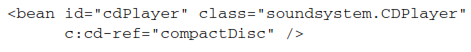 <bean id="cdPlayer" class="soundsystem.CDPlayer"
c:cd-ref="compactDisc" />